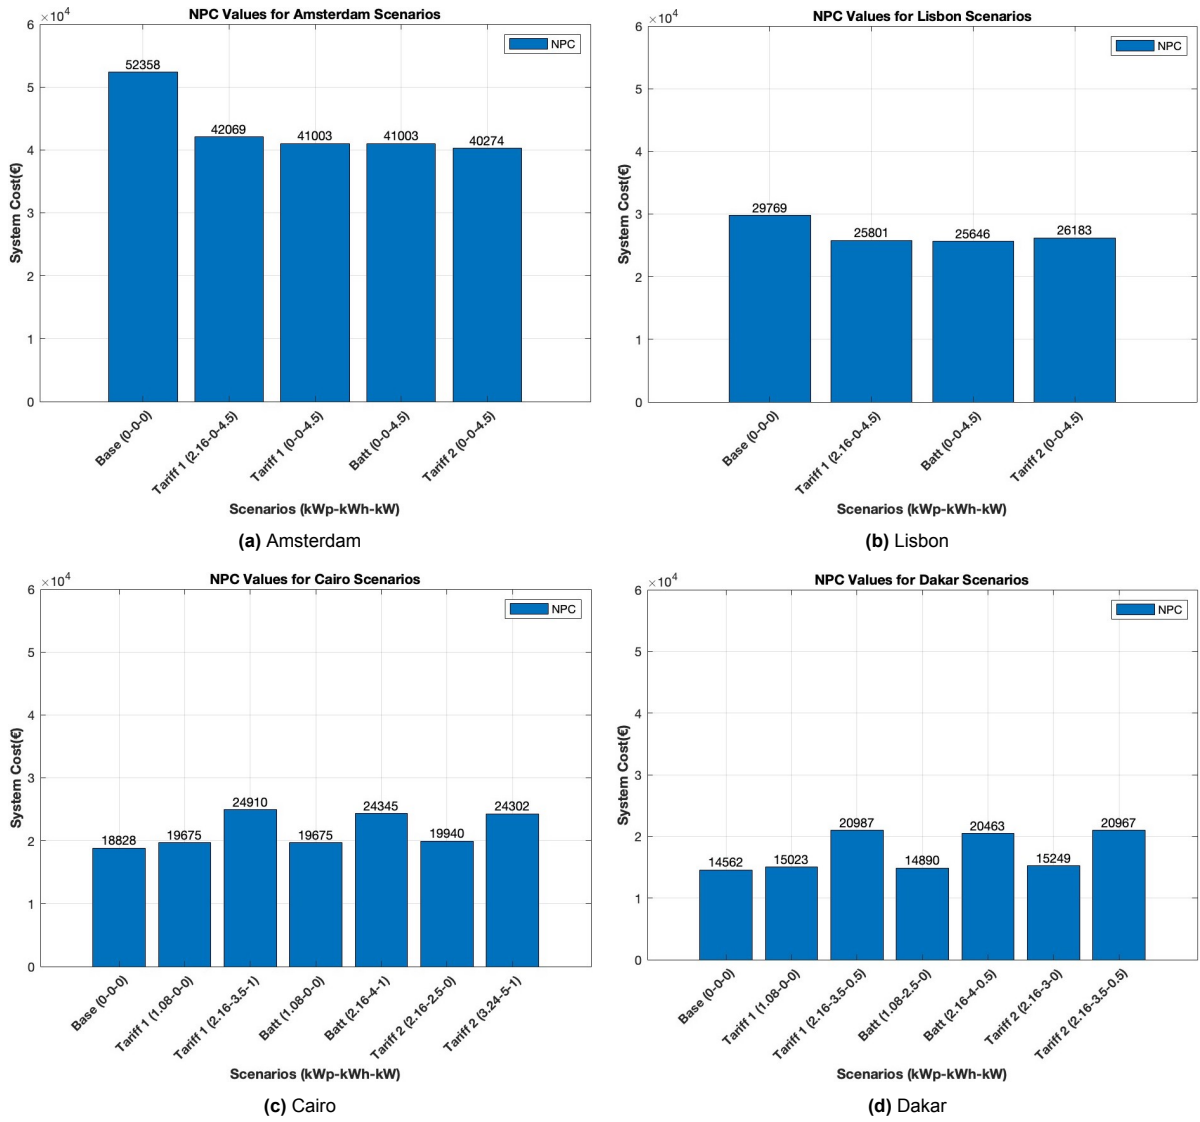 NPC Values for Amsterdam Scenarios
×10⁴
NPC
6
5
4
3
2
1
0
System Cost(€)
52358
42069
41003
41003
40274
Base (0-0-0)
Tariff 1 (2.16-0-4.5)
Tariff 1 (0-0-4.5)
Batt (0-0-4.5)
Tariff 2 (0-0-4.5)
Scenarios (kWp-kWh-kW)
(a) Amsterdam
NPC Values for Lisbon Scenarios
×10⁴
NPC
6
5
4
3
2
1
0
System Cost(€)
29769
25801
25646
26183
Base (0-0-0)
Tariff 1 (2.16-0-4.5)
Batt (0-0-4.5)
Tariff 2 (0-0-4.5)
Scenarios (kWp-kWh-kW)
(b) Lisbon
NPC Values for Cairo Scenarios
×10⁴
NPC
6
5
4
3
2
1
0
System Cost(€)
18828
19675
24910
19675
24345
19940
24302
Base (0-0-0)
Tariff 1 (1.08-0-0)
Tariff 1 (2.16-3.5-1)
Batt (1.08-0-0)
Batt (2.16-4-1)
Tariff 2 (2.16-2.5-0)
Tariff 2 (3.24-5-1)
Scenarios (kWp-kWh-kW)
(c) Cairo
NPC Values for Dakar Scenarios
×10⁴
NPC
6
5
4
3
2
1
0
System Cost(€)
14562
15023
20987
14890
20463
15249
20967
Base (0-0-0)
Tariff 1 (1.08-0-0)
Tariff 1 (2.16-3.5-0.5)
Batt (1.08-2.5-0)
Batt (2.16-4-0.5)
Tariff 2 (2.16-3-0)
Tariff 2 (2.16-3.5-0.5)
Scenarios (kWp-kWh-kW)
(d) Dakar